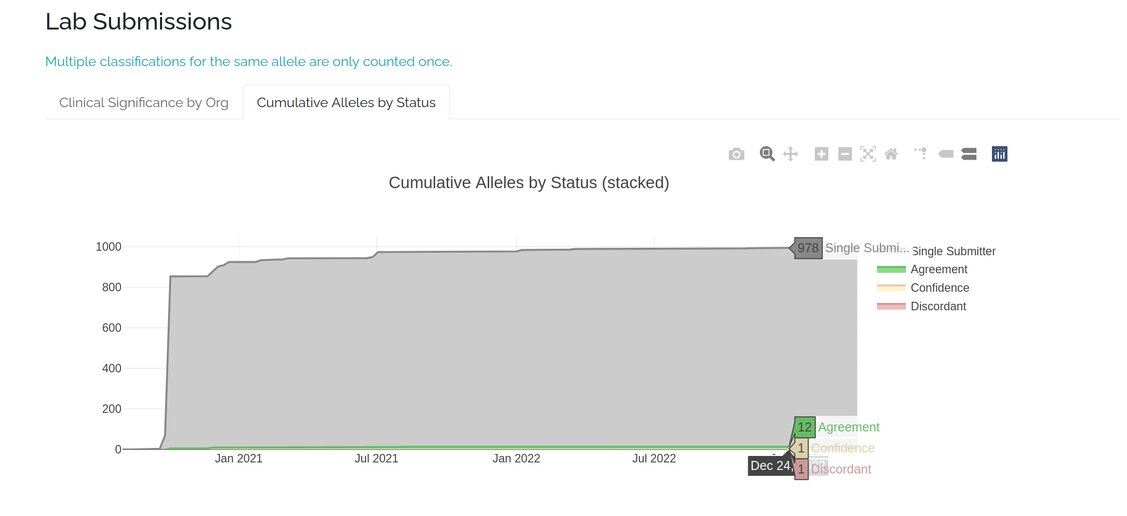 Lab Submissions
Multiple classifications for the same allele are only counted once.
Clinical Significance by Org
Cumulative Alleles by Status
Cumulative Alleles by Status (stacked)
1000
800
600
400
200
0
978 Single Submi...
Single Submitter
Agreement
Confidence
Discordant
12 Agreement
1 Confidence
1 Discordant
Jan 2021
Jul 2021
Jan 2022
Jul 2022
Dec 24,